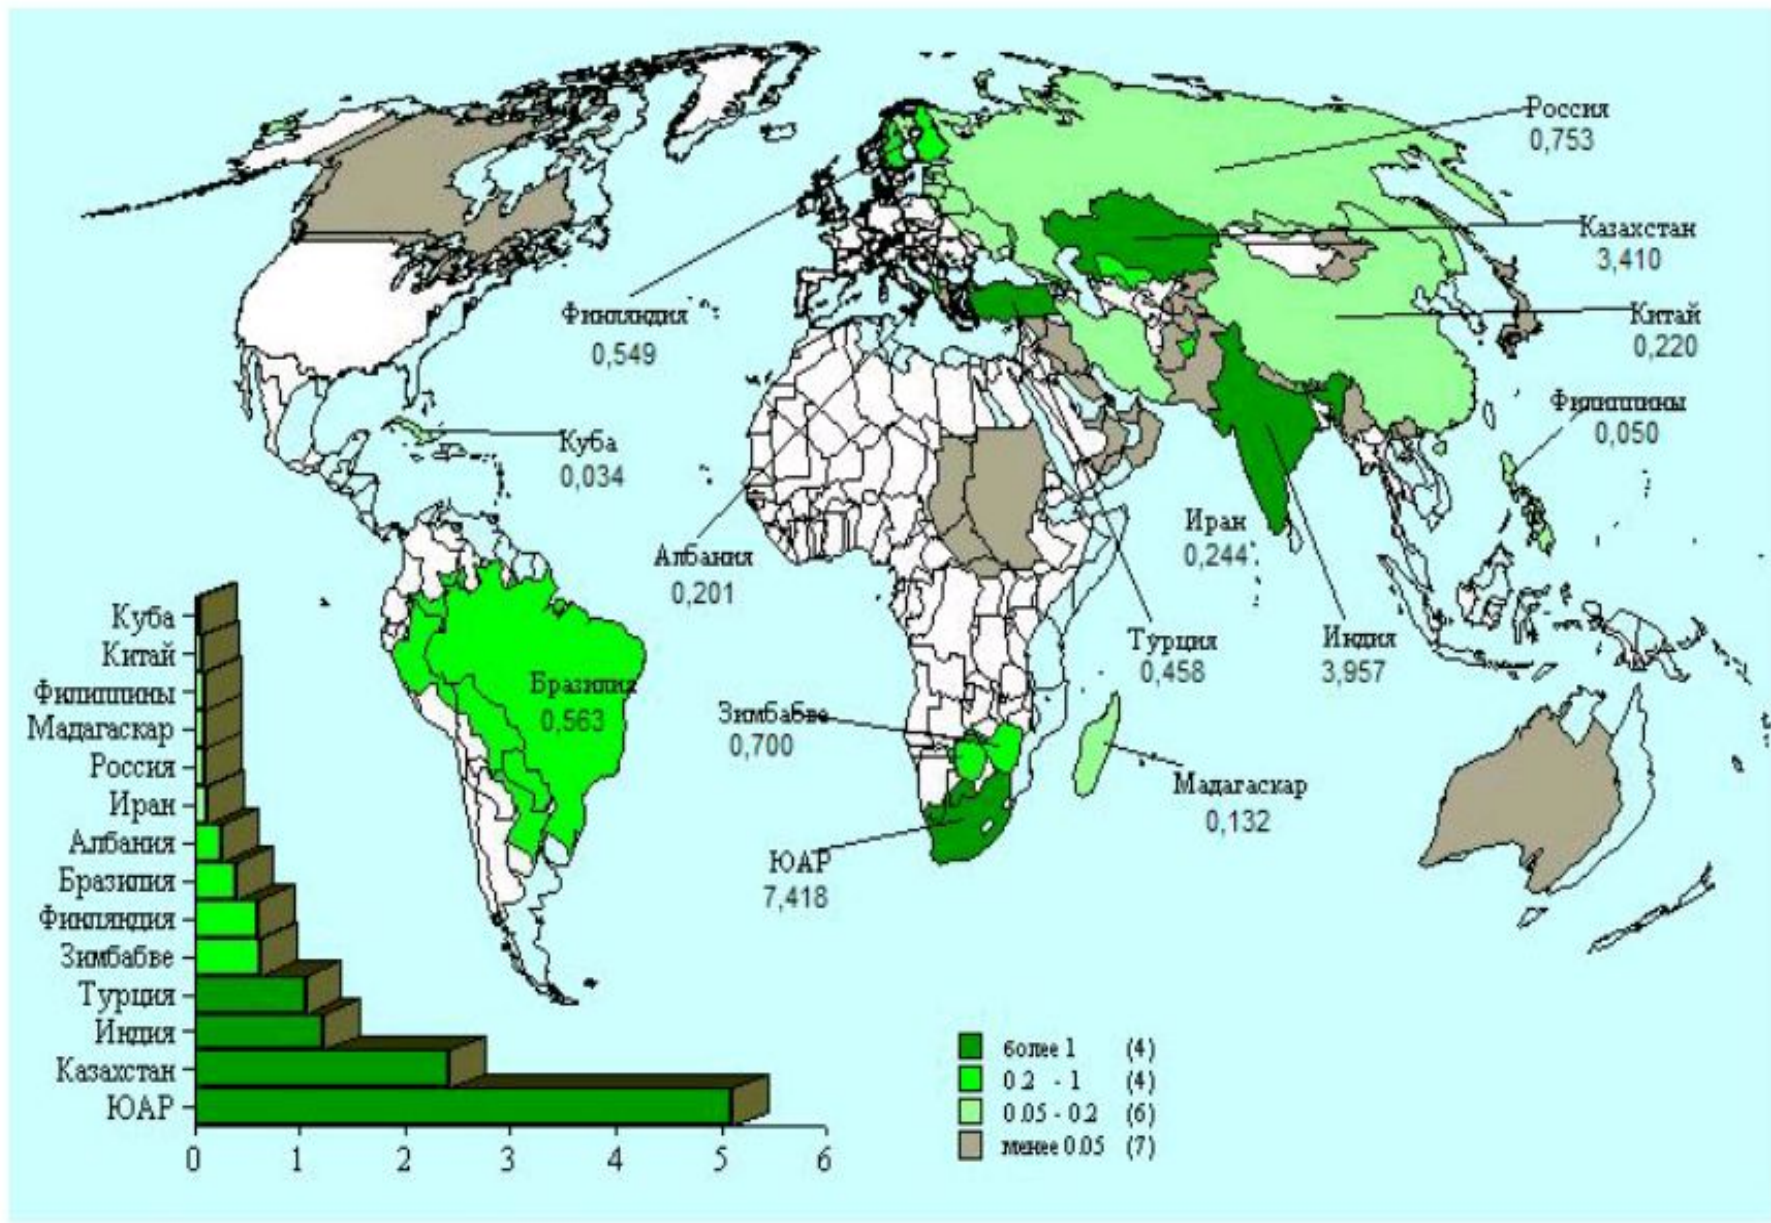 Россия
0,753
Казахстан
3,410
Китай
0,220
Филиппины
0,050
Финляндия
0,549
Куба
0,034
Албания
0,201
Иран
0,244
Турция
0,458
Индия
3,957
Бразилия
0,563
Зимбабве
0,700
Мадагаскар
0,132
ЮАР
7,418
Куба
Китай
Филиппины
Мадагаскар
Россия
Иран
Албания
Бразилия
Финляндия
Зимбабве
Турция
Индия
Казахстан
ЮАР
0 1 2 3 4 5 6
более 1 (4)
0.2 - 1 (4)
0.05 - 0.2 (6)
менее 0.05 (7)